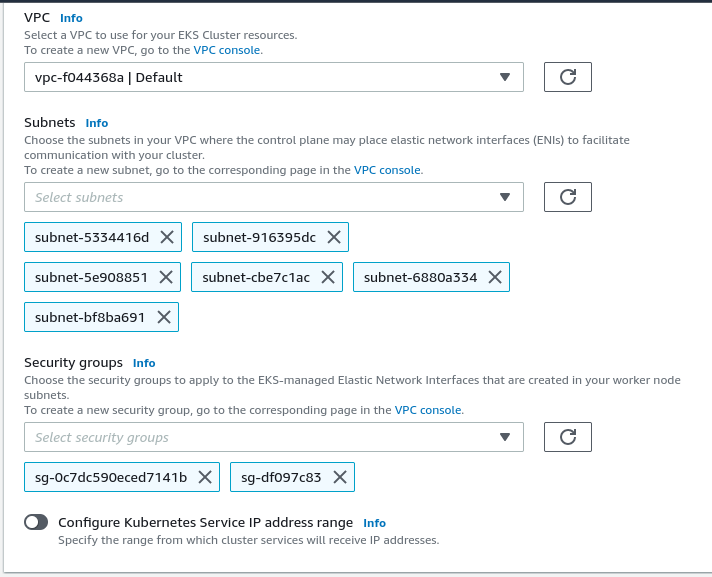 VPC Info
Select a VPC to use for your EKS Cluster resources.
To create a new VPC, go to the VPC console.
vpc-f044368a | Default
Subnets Info
Choose the subnets in your VPC where the control plane may place elastic network interfaces (ENIs) to facilitate
communication with your cluster.
To create a new subnet, go to the corresponding page in the VPC console.
Select subnets
subnet-5334416d subnet-916395dc
subnet-5e908851 subnet-cbe7c1ac subnet-6880a334
subnet-bf8ba691
Security groups Info
Choose the security groups to apply to the EKS-managed Elastic Network Interfaces that are created in your worker node
subnets.
To create a new security group, go to the corresponding page in the VPC console.
Select security groups
sg-0c7dc590eced7141b sg-df097c83
Configure Kubernetes Service IP address range Info
Specify the range from which cluster services will receive IP addresses.